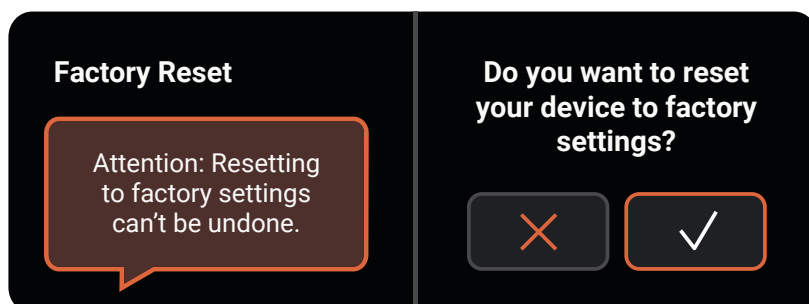 Factory Reset
Attention: Resetting
to factory settings
can't be undone.
Do you want to reset
your device to factory
settings?